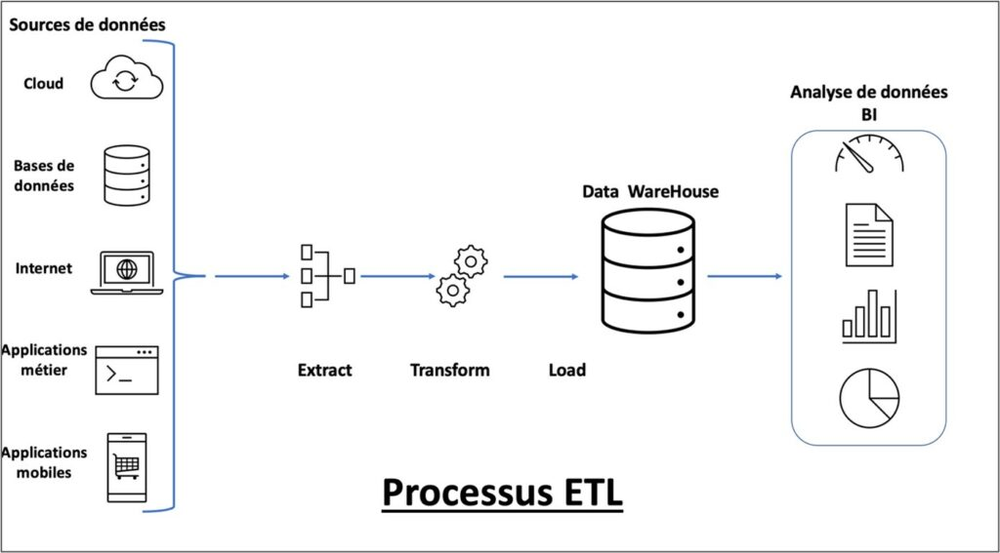 Sources de données
Cloud
Bases de
données
Internet
Applications
métier
>_
Applications
mobiles
Extract
Transform
Load
Data WareHouse
Analyse de données
BI
Processus ETL